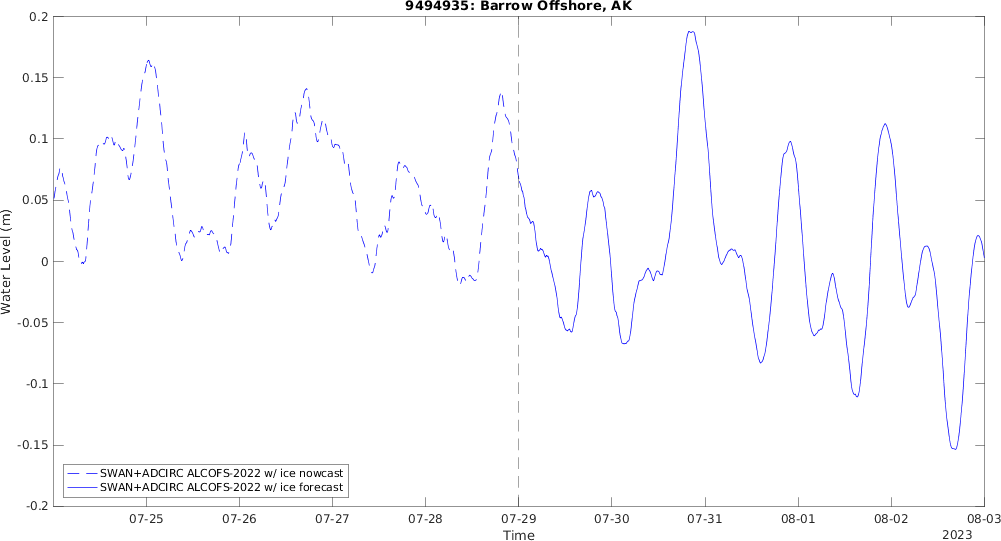 9494935: Barrow Offshore, AK
0.2
0.15
0.1
0.05
0
-0.05
-0.1
-0.15
-0.2
Water Level (m)
SWAN+ADCIRC ALCOFS-2022 w/ ice nowcast
SWAN+ADCIRC ALCOFS-2022 w/ ice forecast
07-25 07-26 07-27 07-28 07-29 07-30 07-31 08-01 08-02 08-03
Time
2023